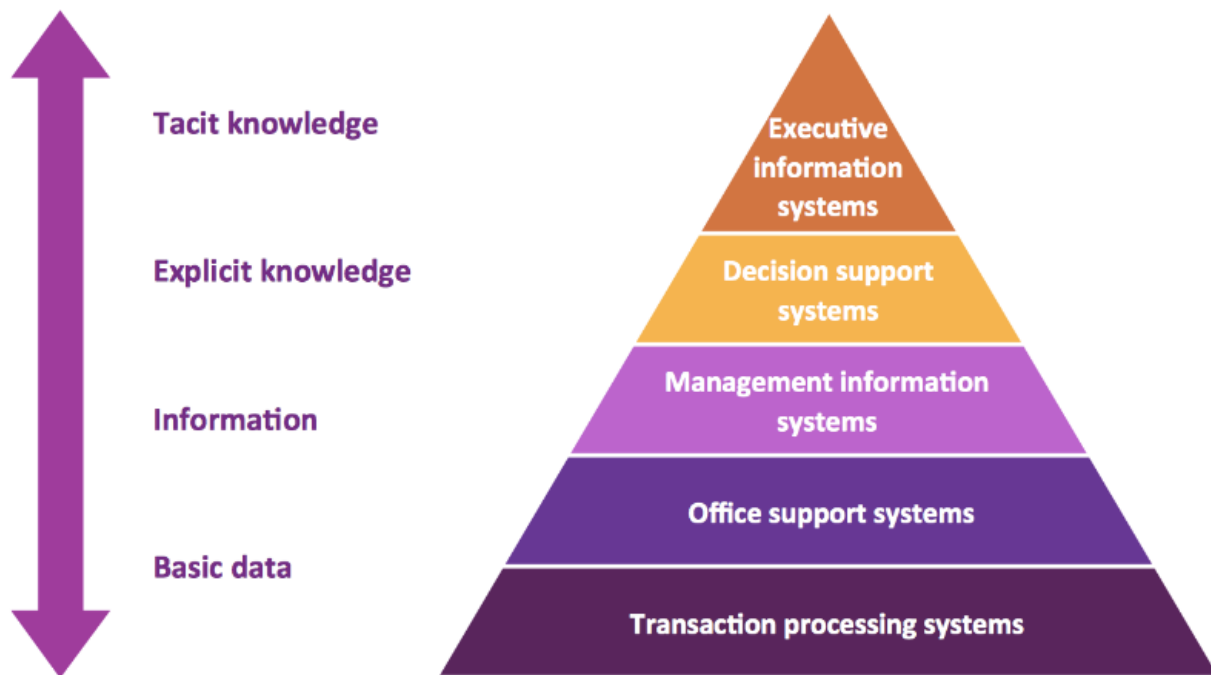 Tacit knowledge
Explicit knowledge
Information
Basic data
Executive
information
systems
Decision support
systems
Management information
systems
Office support systems
Transaction processing systems